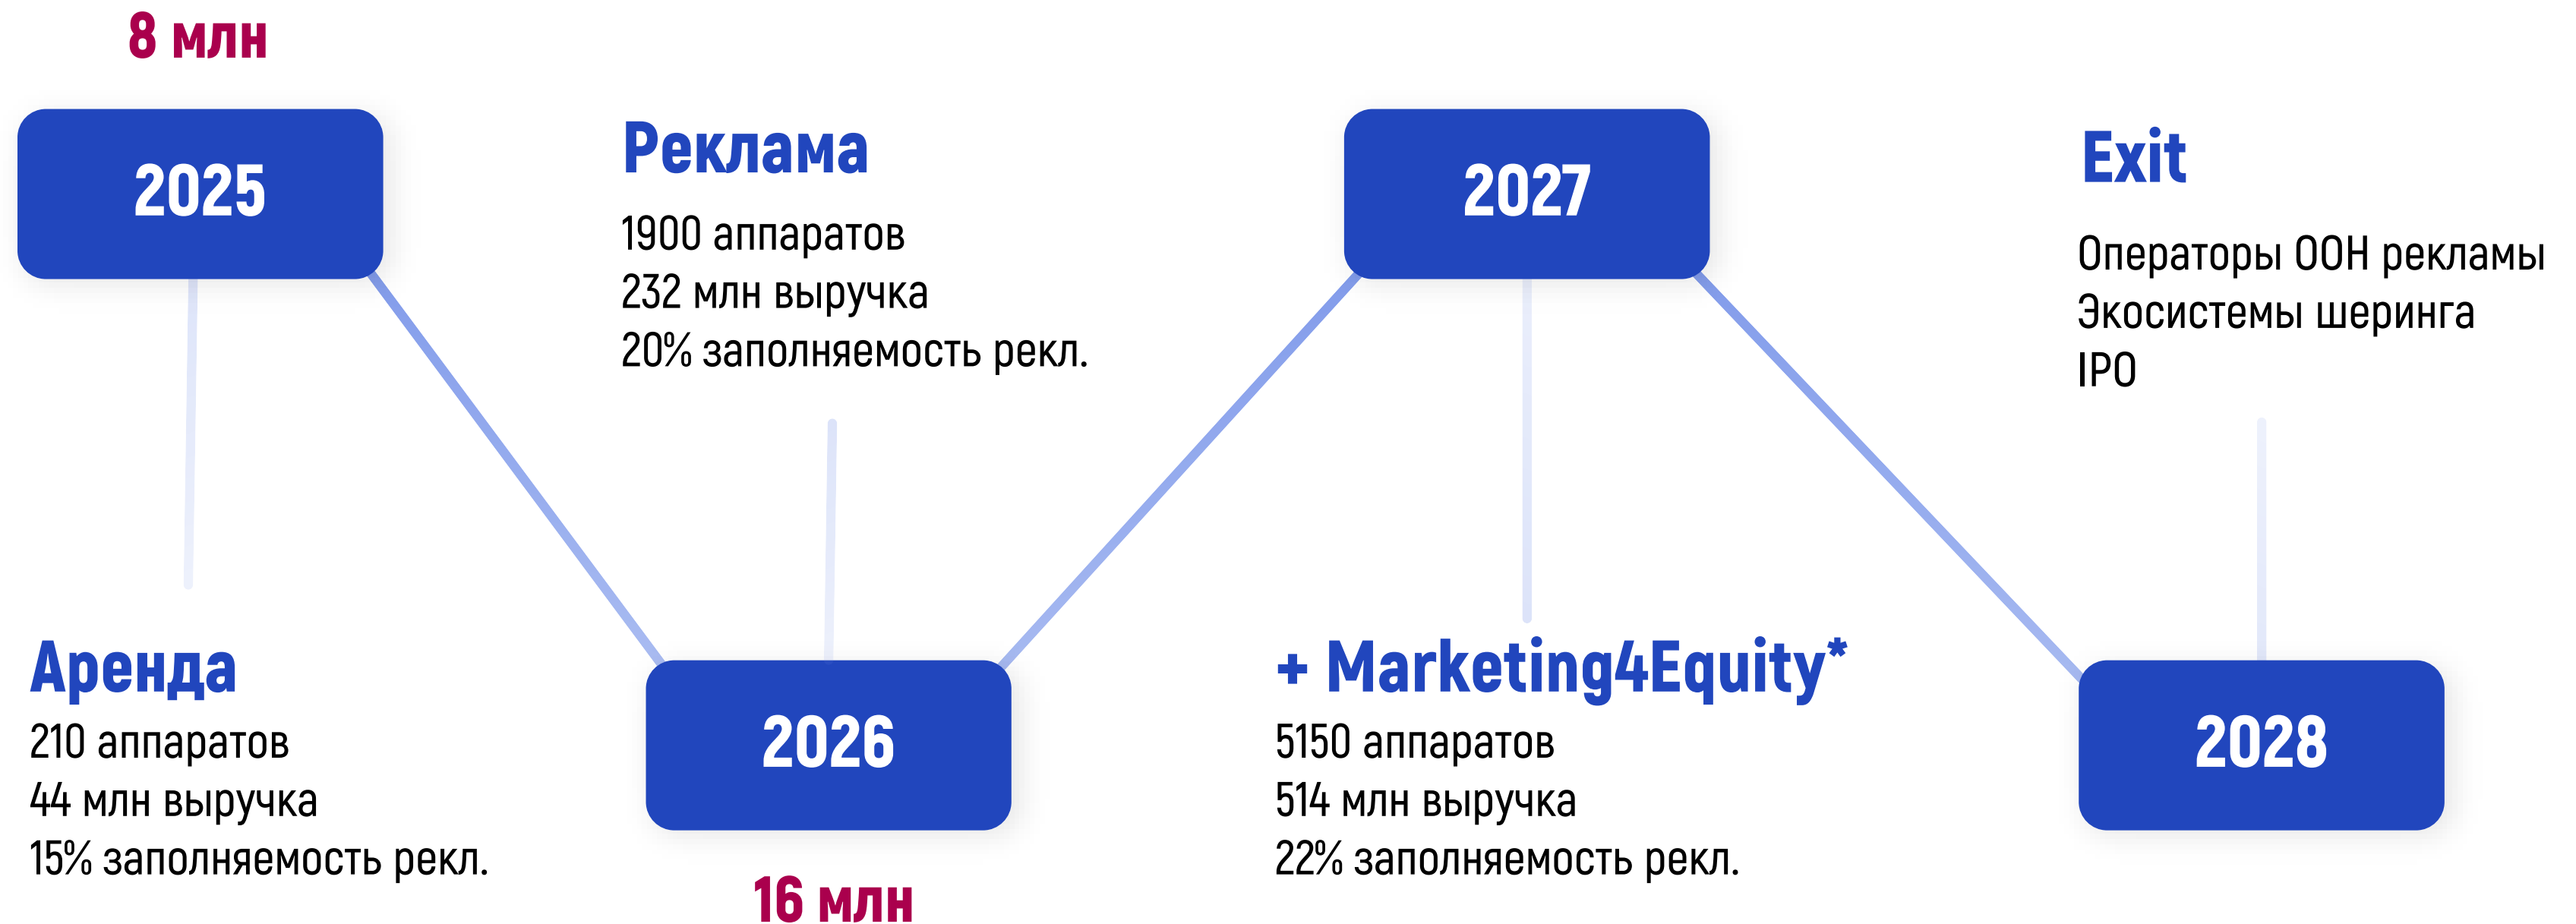 8 млн
2025
Аренда
210 аппаратов
44 млн выручка
15% заполняемость рекл.
Реклама
1900 аппаратов
232 млн выручка
20% заполняемость рекл.
2026
16 млн
2027
+ Marketing4Equity*
5150 аппаратов
514 млн выручка
22% заполняемость рекл.
Exit
Операторы OOH рекламы
Экосистемы шеринга
IPO
2028